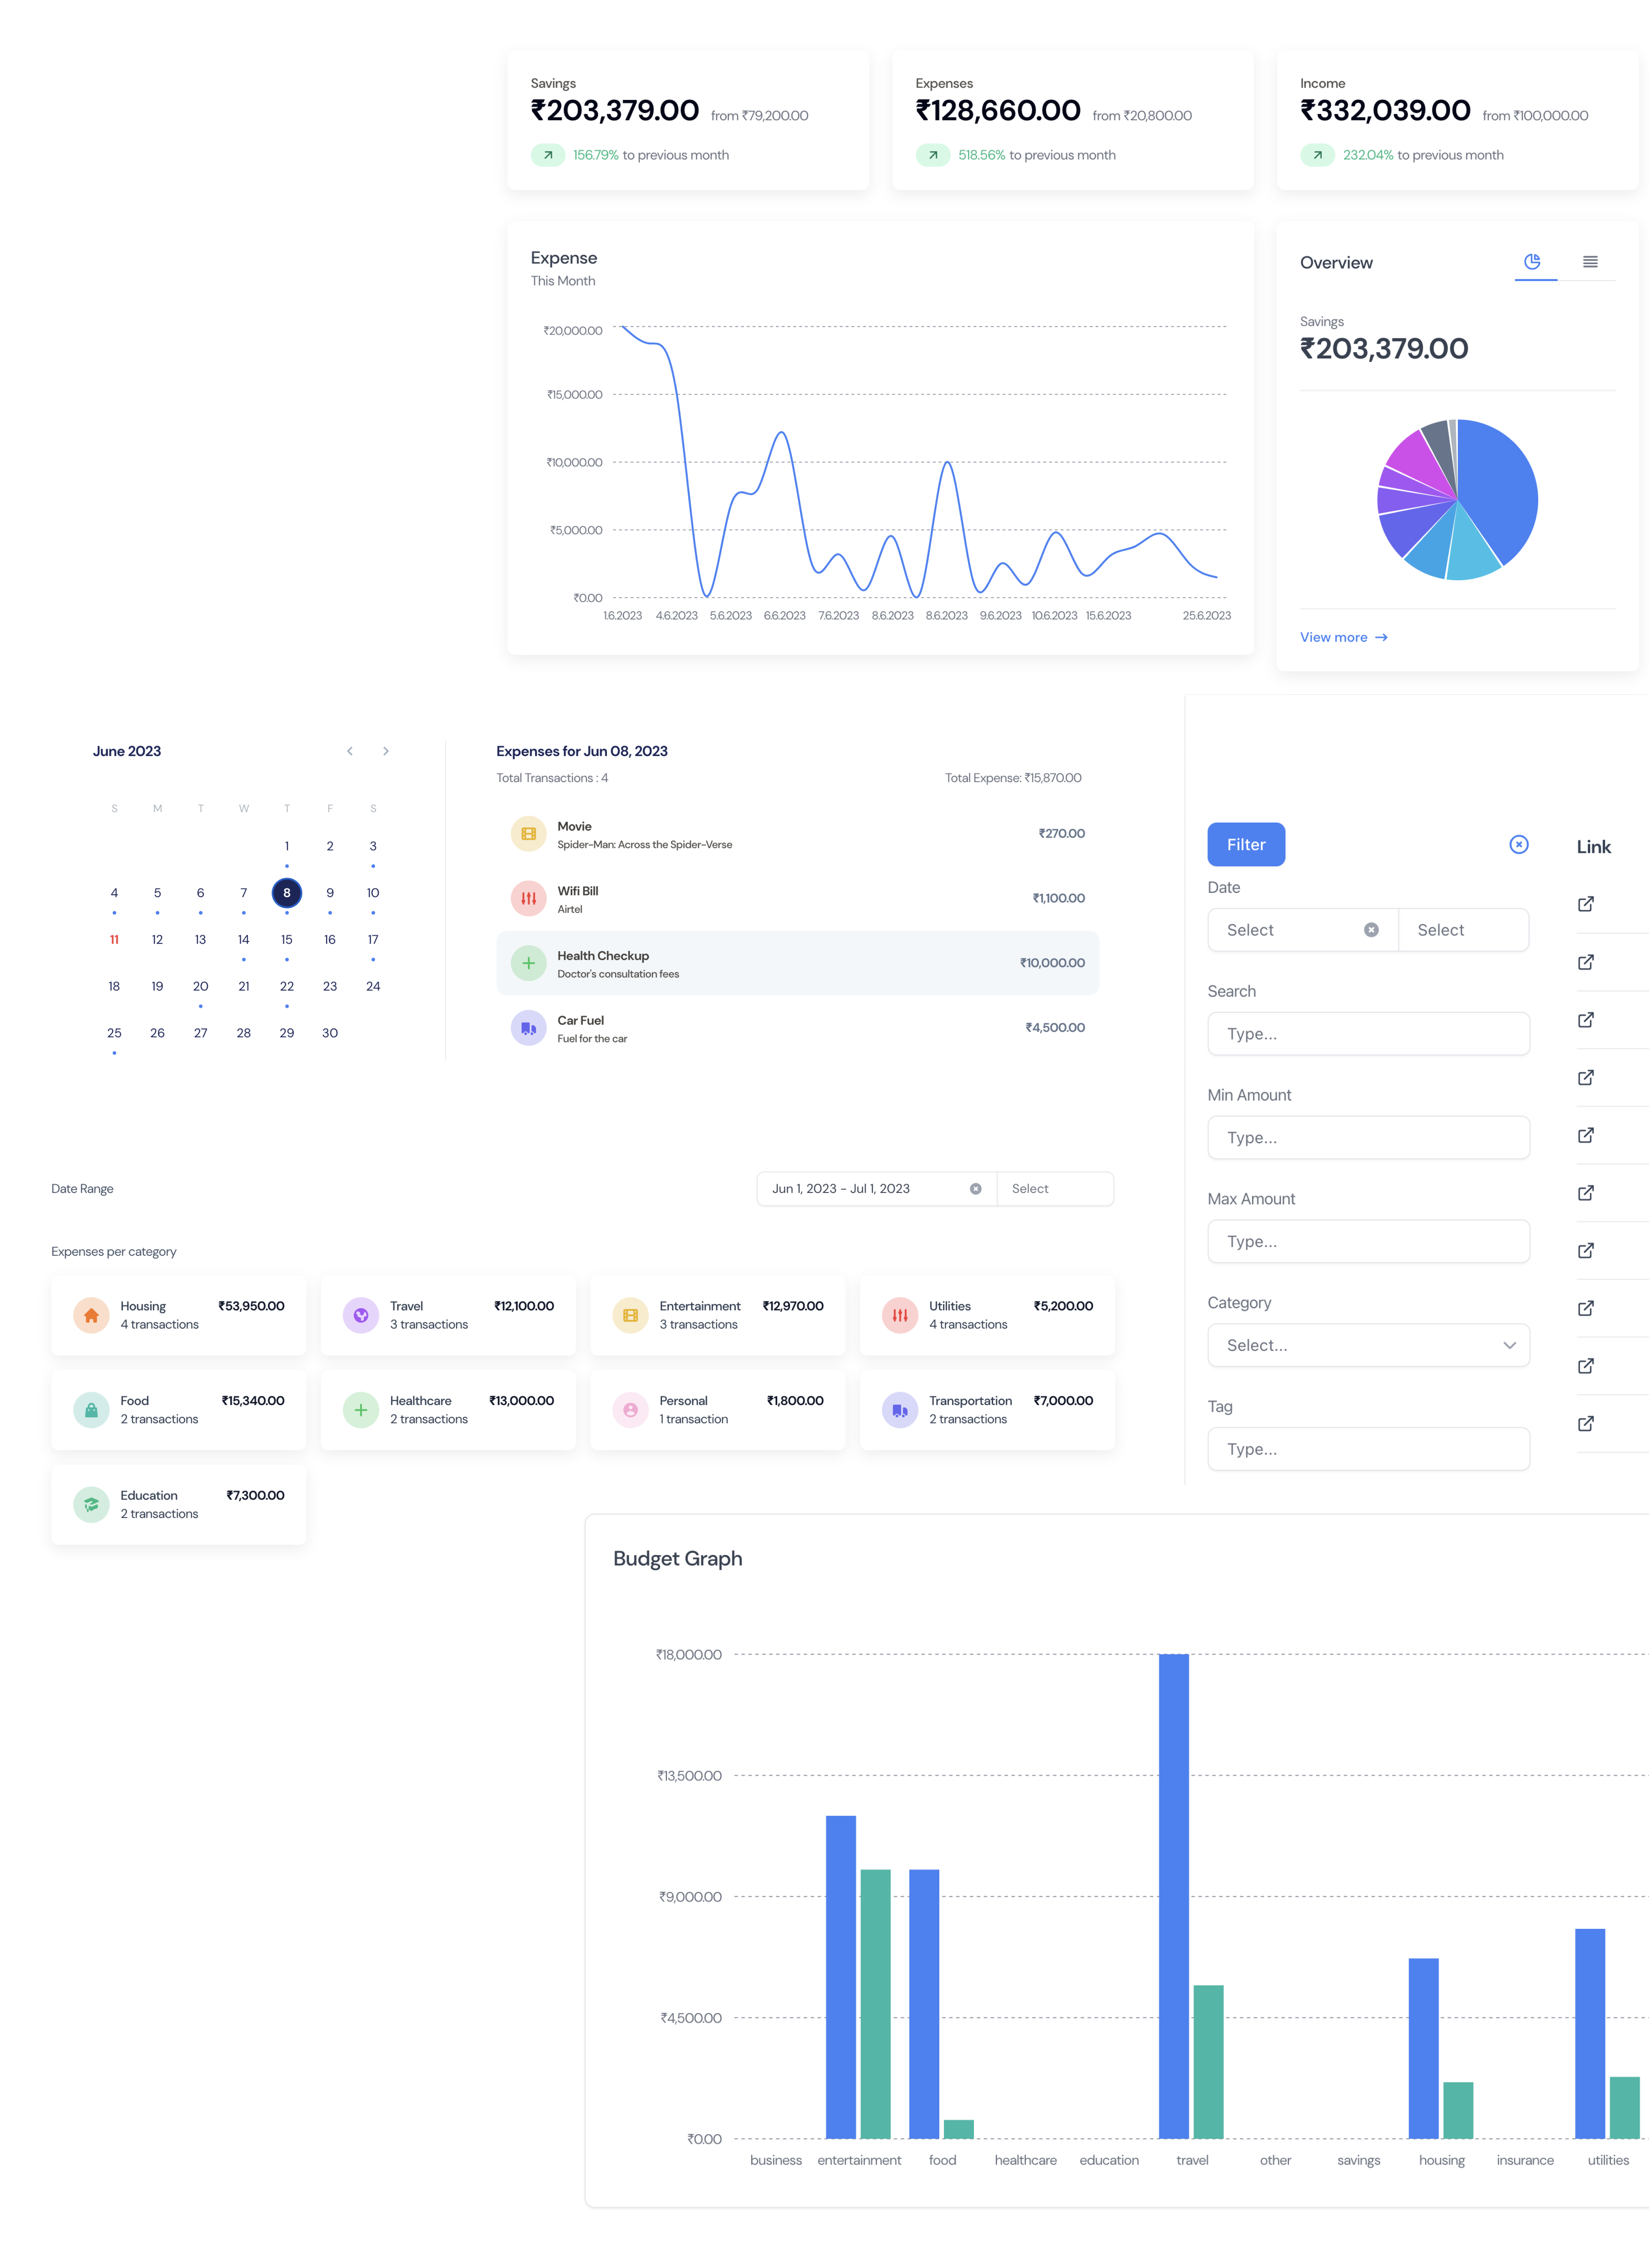 Savings
₹203,379.00 from ₹79,200.00
156.79% to previous month
Expenses
₹128,660.00 from ₹20,800.00
518.56% to previous month
Income
₹332,039.00 from ₹100,000.00
232.04% to previous month
Expense
This Month
₹20,000.00
₹15,000.00
₹10,000.00
₹5,000.00
₹0.00
1.6.2023 4.6.2023 5.6.2023 6.6.2023 7.6.2023 8.6.2023 8.6.2023 9.6.2023 10.6.2023 15.6.2023 25.6.2023
Overview
Savings
₹203,379.00
View more
June 2023
S M T W T F S
1 2 3
4 5 6 7 8 9 10
11 12 13 14 15 16 17
18 19 20 21 22 23 24
25 26 27 28 29 30
Expenses for Jun 08, 2023
Total Transactions : 4 Total Expense: ₹15,870.00
Movie ₹270.00
Spider-Man: Across the Spider-Verse
Wifi Bill ₹1,100.00
Airtel
Health Checkup ₹10,000.00
Doctor's consultation fees
Car Fuel ₹4,500.00
Fuel for the car
Filter
Date
Select Select
Search
Type...
Min Amount
Type...
Max Amount
Type...
Category
Select...
Tag
Type...
Link
Date Range
Jun 1, 2023 - Jul 1, 2023 Select
Expenses per category
Housing ₹53,950.00
4 transactions
Travel ₹12,100.00
3 transactions
Entertainment ₹12,970.00
3 transactions
Utilities ₹5,200.00
4 transactions
Food ₹15,340.00
2 transactions
Healthcare ₹13,000.00
2 transactions
Personal ₹1,800.00
1 transaction
Transportation ₹7,000.00
2 transactions
Education ₹7,300.00
2 transactions
Budget Graph
₹18,000.00
₹13,500.00
₹9,000.00
₹4,500.00
₹0.00
business entertainment food healthcare education travel other savings housing insurance utilities